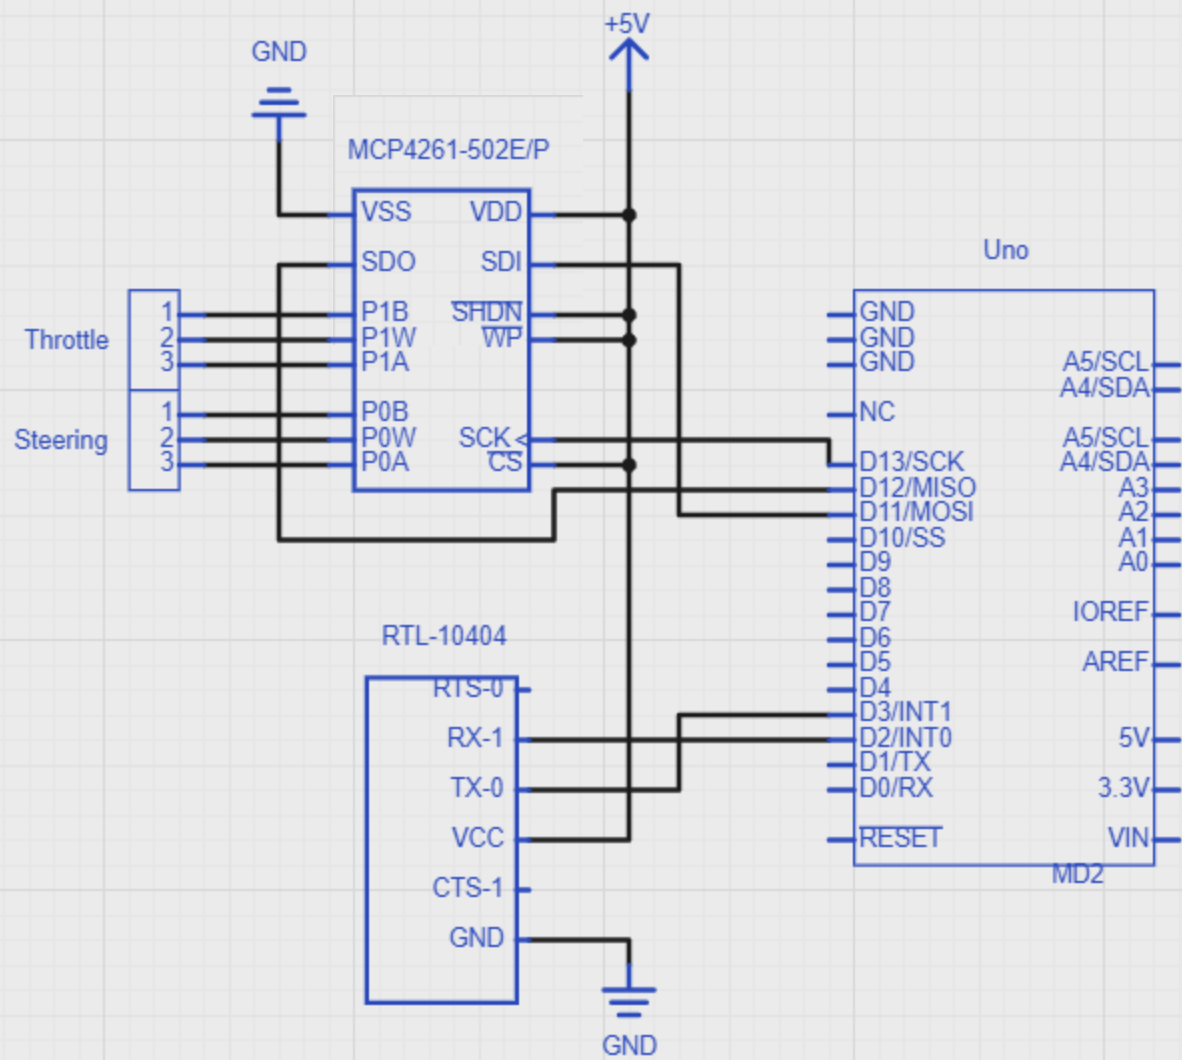 +5V
GND
MCP4261-502E/P
VSS
VDD
SDO
SDI
P1B
SHDN
P1W
WP
P1A
P0B
P0W
SCK
P0A
CS
Throttle
1
2
3
Steering
1
2
3
Uno
GND
GND
GND
A5/SCL
A4/SDA
NC
A5/SCL
D13/SCK
A4/SDA
D12/MISO
A3
D11/MOSI
A2
D10/SS
A1
D9
A0
D8
D7
IOREF
D6
D5
AREF
D4
D3/INT1
D2/INT0
5V
D1/TX
D0/RX
3.3V
RESET
VIN
MD2
RTL-10404
RTS-0
RX-1
TX-0
VCC
CTS-1
GND
GND